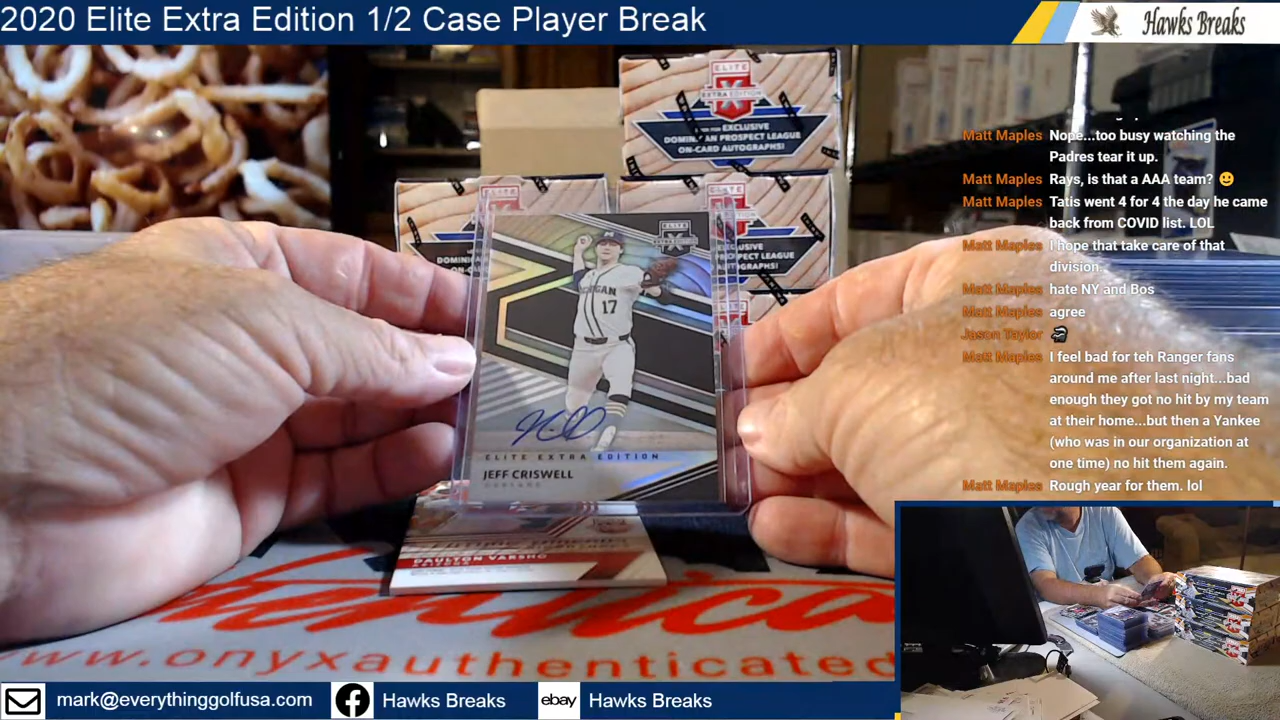 2020 Elite Extra Edition 1/2 Case Player Break
Hawks Breaks
ELITE
EXTRA EDITION
EXCLUSIVE
ON-CARD AUTOGRAPHS!
ELITE
ELITE
PROSPECT LEAGUE
ELITE
17
ELITE EXTRA EDITION
JEFF CRISWELL
DAULTON VARSHO
www.onyxauthenticated
Matt Maples Nope...too busy watching the
Padres tear it up.
Matt Maples Rays, is that a AAA team? 🙂
Matt Maples Tatis went 4 for 4 the day he came
back from COVID list. LOL
Matt Maples I hope that take care of that
division.
Matt Maples hate NY and Bos
Matt Maples agree
Jason Taylor
Matt Maples I feel bad for teh Ranger fans
around me after last night...bad
enough they got no hit by my team
at their home...but then a Yankee
(who was in our organization at
one time) no hit them again.
Matt Maples Rough year for them. lol
mark@everythinggolfusa.com
Hawks Breaks
ebay
Hawks Breaks